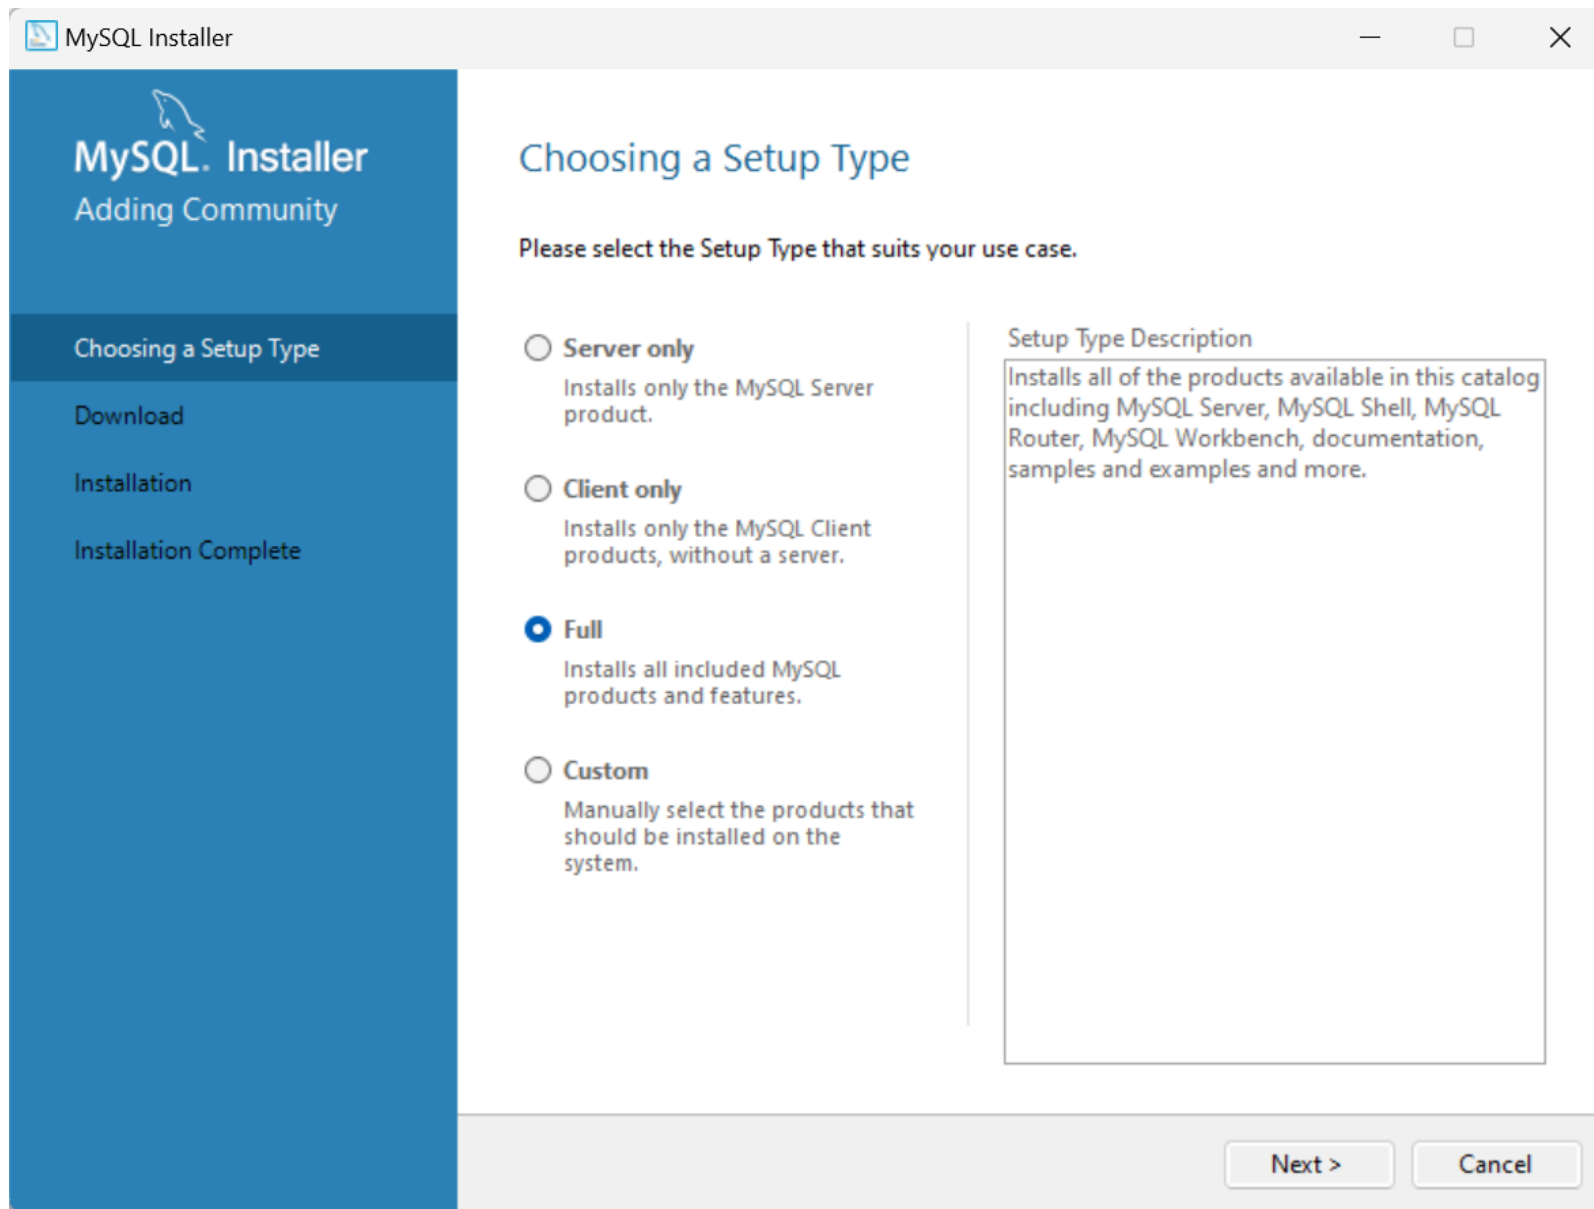 MySQL Installer
MySQL. Installer
Adding Community
Choosing a Setup Type
Download
Installation
Installation Complete
Choosing a Setup Type
Please select the Setup Type that suits your use case.
Server only
Installs only the MySQL Server
product.
Client only
Installs only the MySQL Client
products, without a server.
Full
Installs all included MySQL
products and features.
Custom
Manually select the products that
should be installed on the
system.
Setup Type Description
Installs all of the products available in this catalog
including MySQL Server, MySQL Shell, MySQL
Router, MySQL Workbench, documentation,
samples and examples and more.
Next >
Cancel